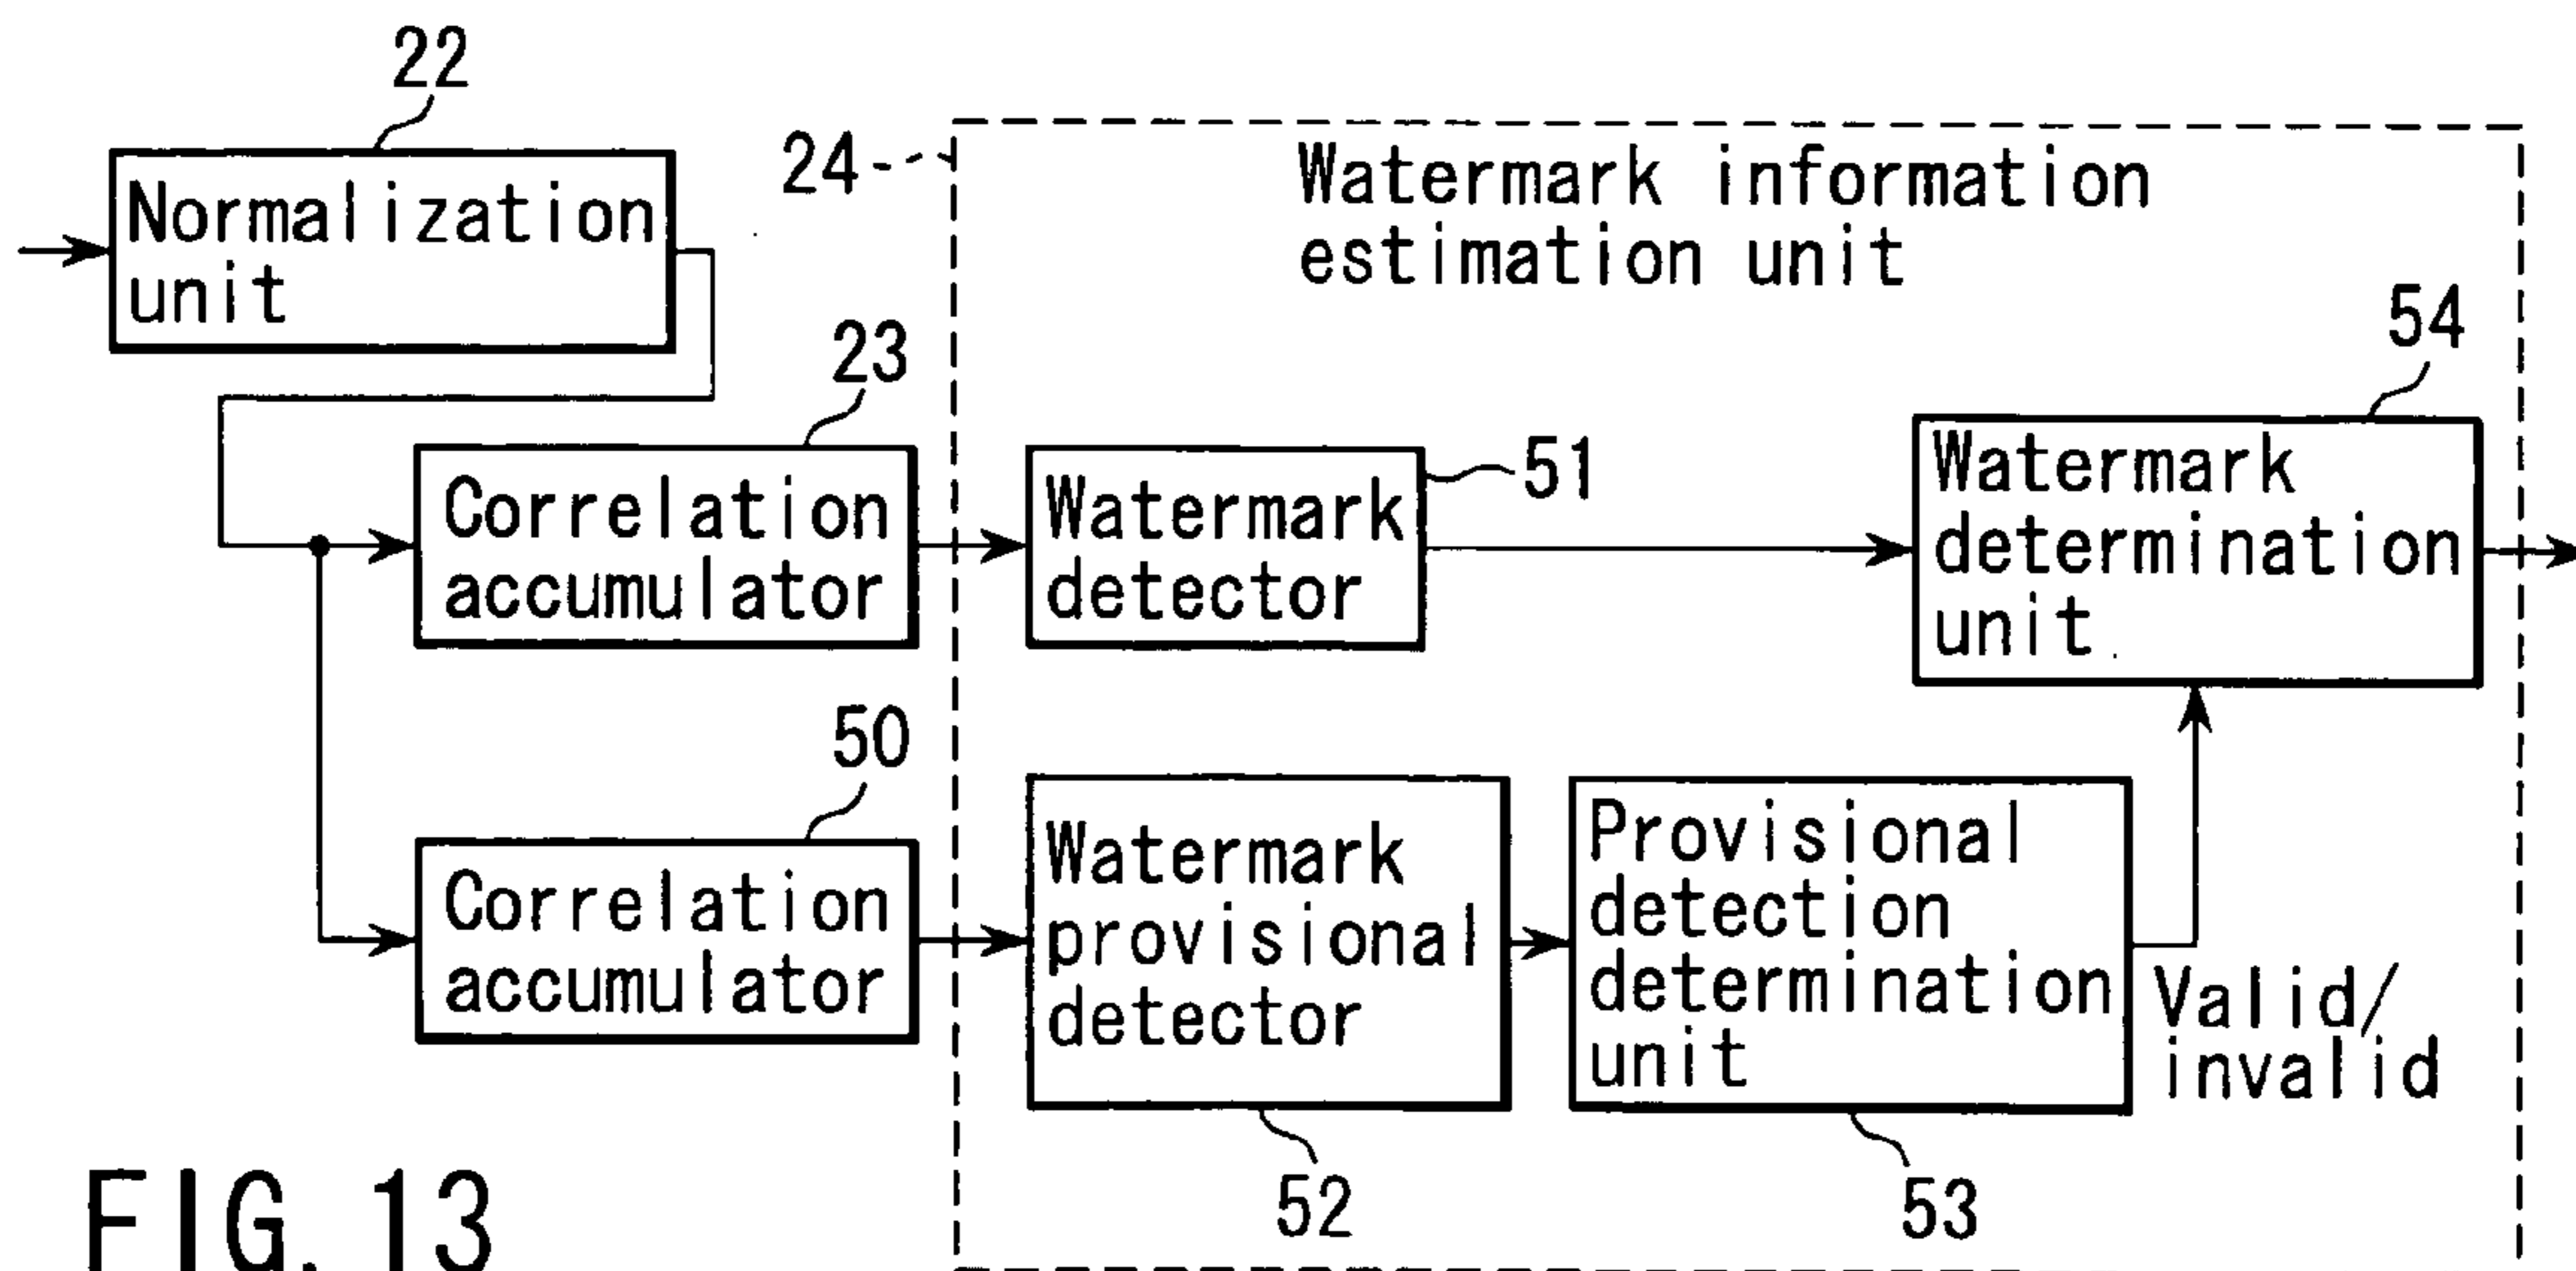 22
Normalization
unit
24
Watermark information
estimation unit
23
Correlation
accumulator
51
Watermark
detector
54
Watermark
determination
unit
50
Correlation
accumulator
Watermark
provisional
detector
52
Provisional
detection
determination
unit
53
Valid/
invalid
FIG. 13